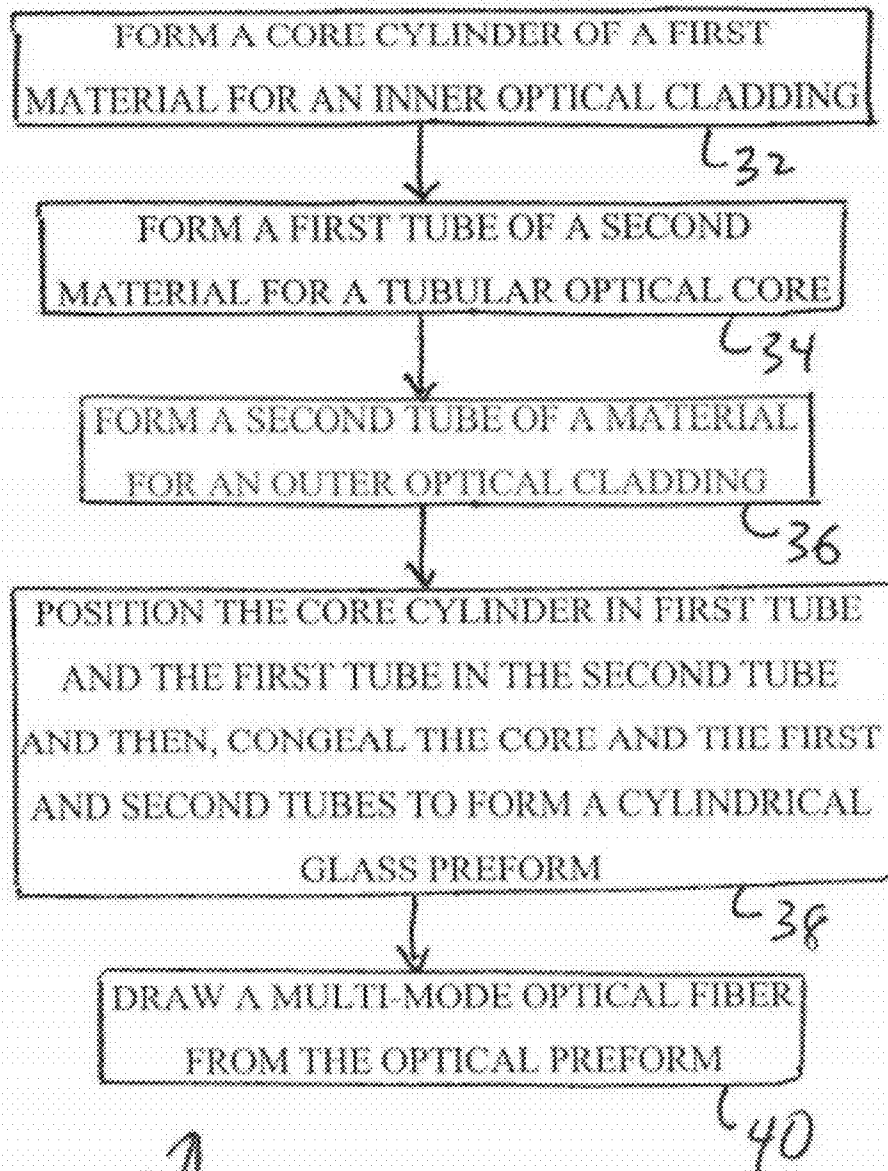 FORM A CORE CYLINDER OF A FIRST
MATERIAL FOR AN INNER OPTICAL CLADDING
32
FORM A FIRST TUBE OF A SECOND
MATERIAL FOR A TUBULAR OPTICAL CORE
34
FORM A SECOND TUBE OF A MATERIAL
FOR AN OUTER OPTICAL CLADDING
36
POSITION THE CORE CYLINDER IN FIRST TUBE
AND THE FIRST TUBE IN THE SECOND TUBE
AND THEN, CONGEAL THE CORE AND THE FIRST
AND SECOND TUBES TO FORM A CYLINDRICAL
GLASS PREFORM
38
DRAW A MULTI-MODE OPTICAL FIBER
FROM THE OPTICAL PREFORM
40